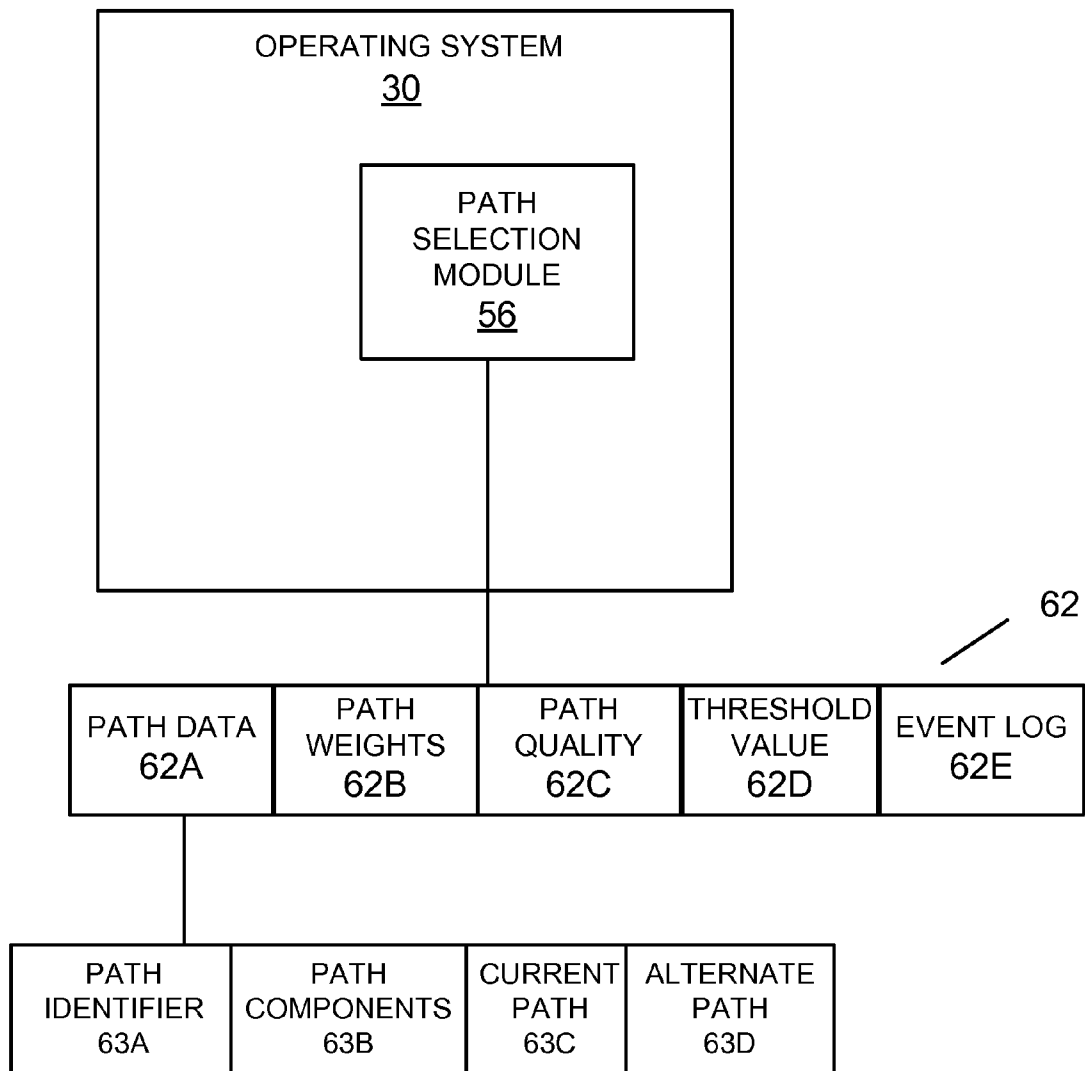 OPERATING SYSTEM
30
PATH
SELECTION
MODULE
56
62
PATH DATA
62A
PATH
WEIGHTS
62B
PATH
QUALITY
62C
THRESHOLD
VALUE
62D
EVENT LOG
62E
PATH
IDENTIFIER
63A
PATH
COMPONENTS
63B
CURRENT
PATH
63C
ALTERNATE
PATH
63D